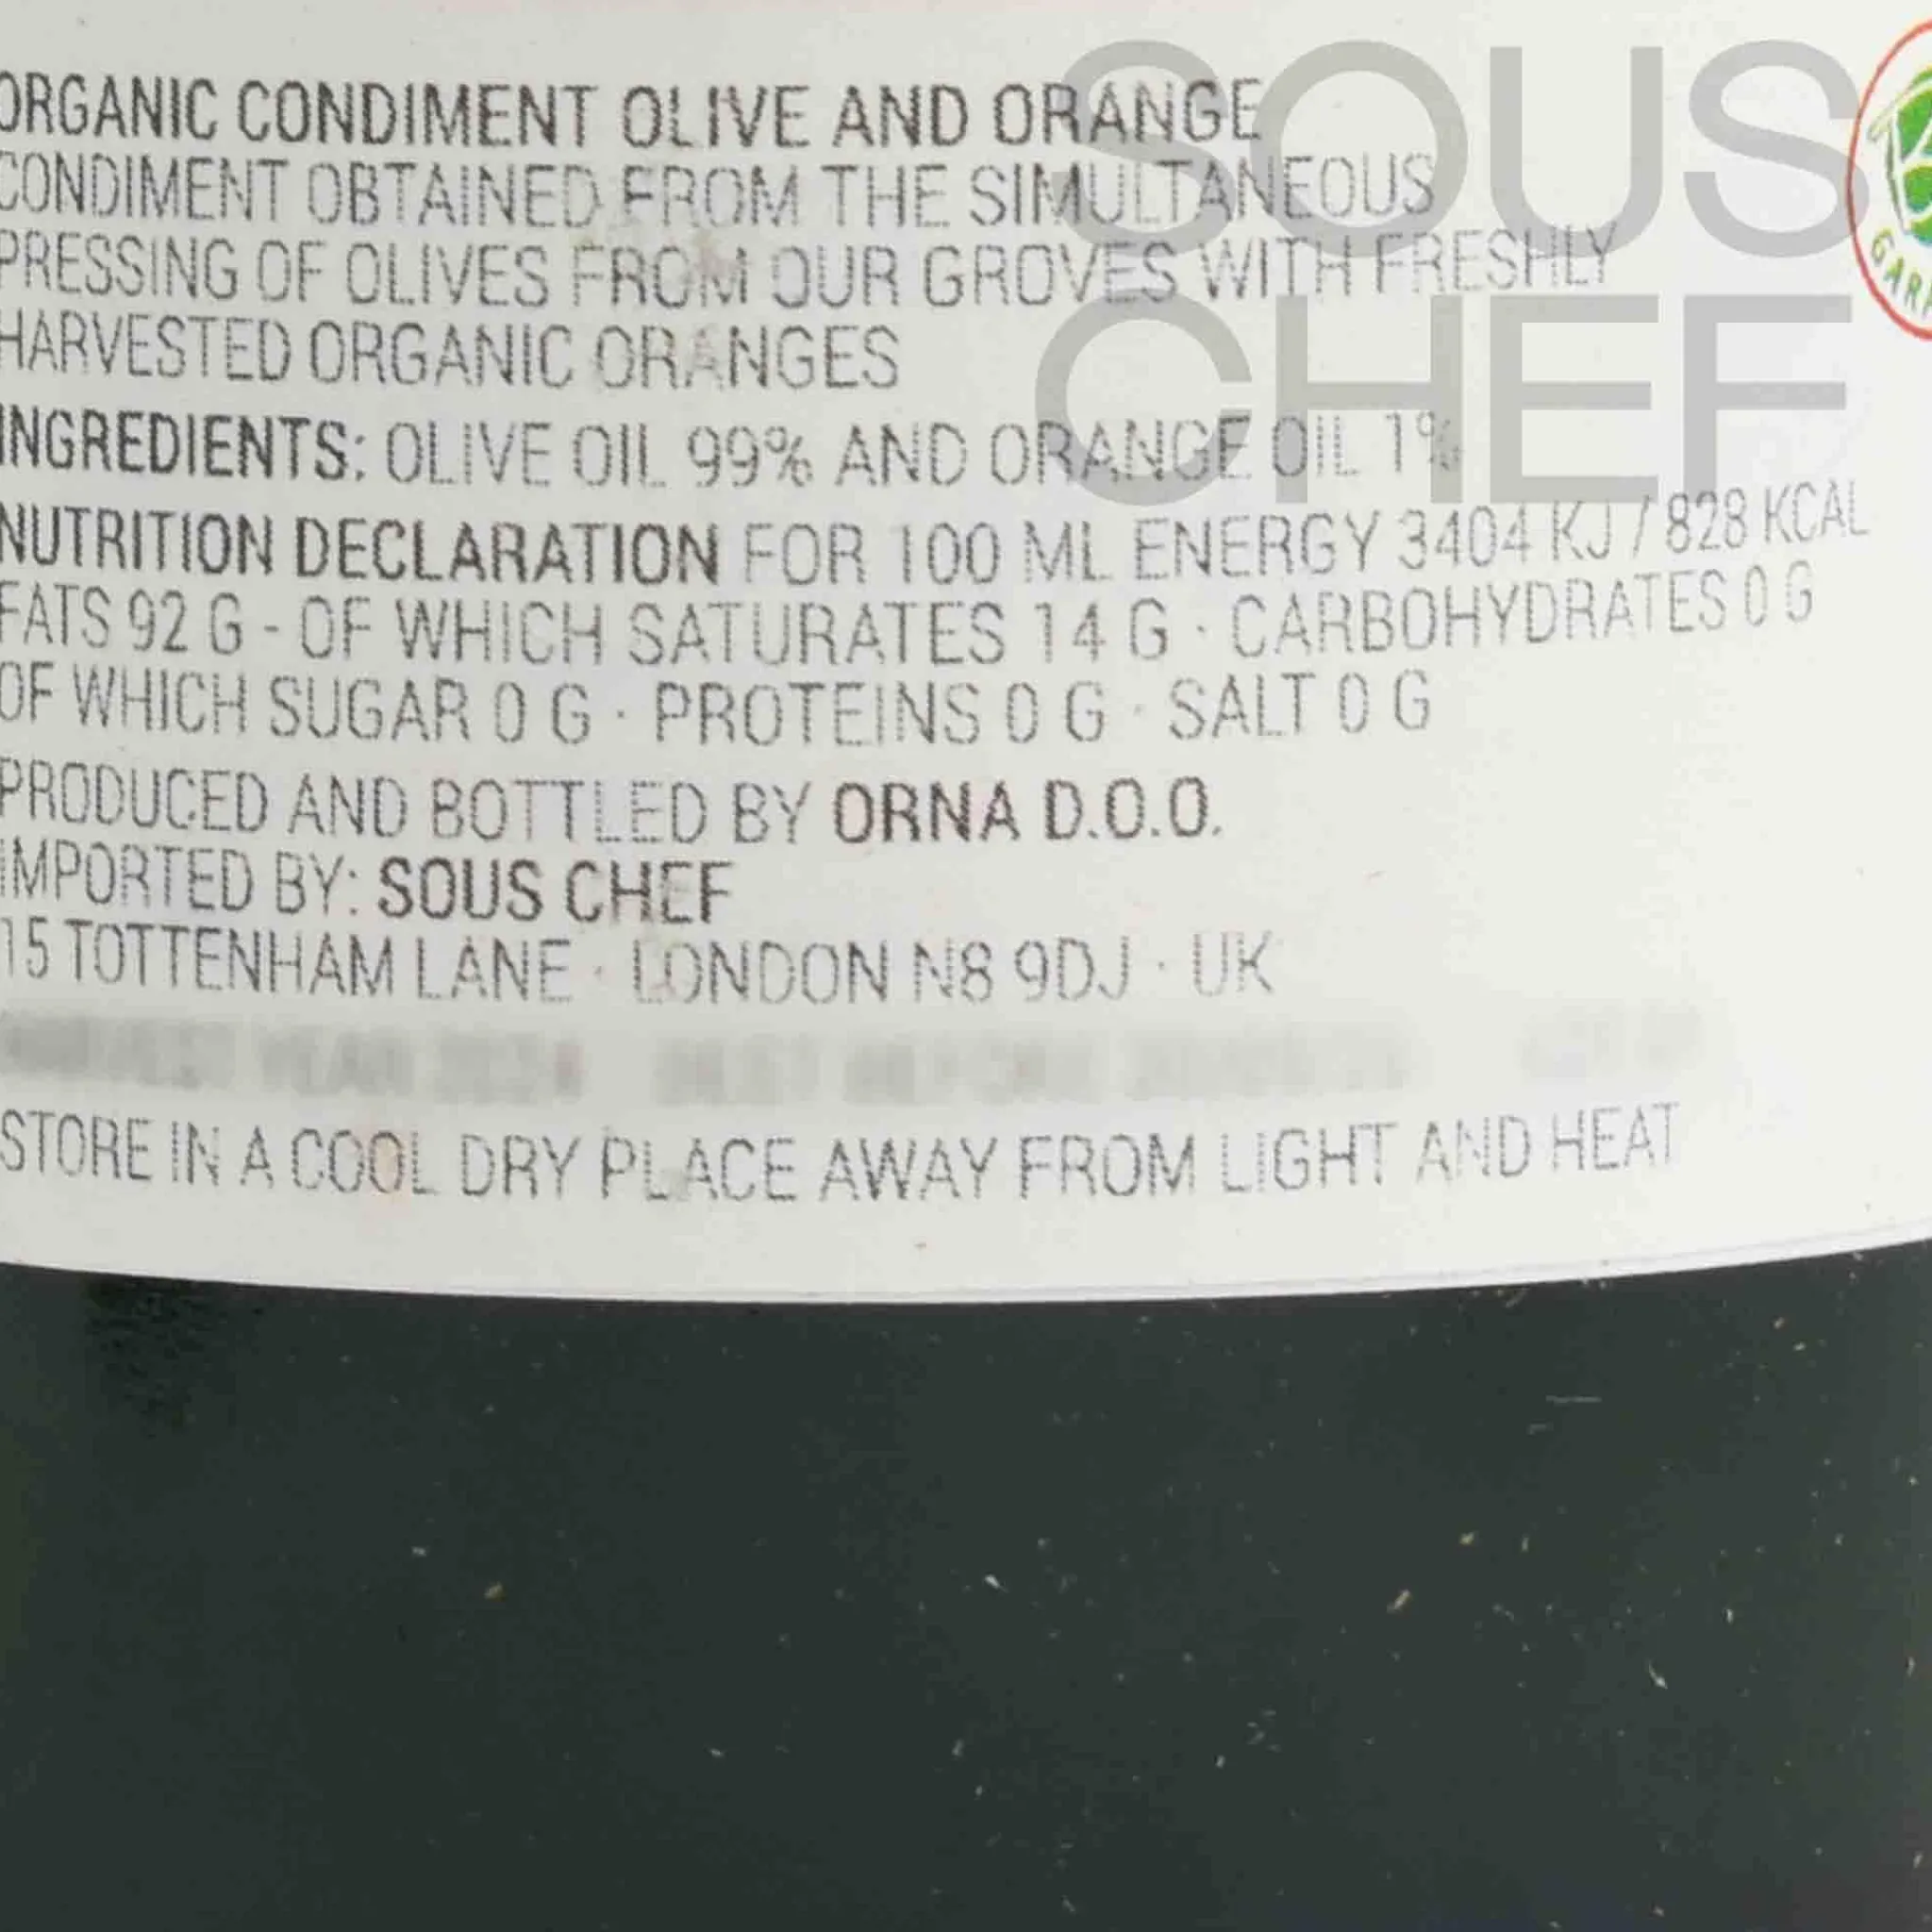 SOUS
CHEF
ORGANIC CONDIMENT OLIVE AND ORANGE
CONDIMENT OBTAINED FROM THE SIMULTANEOUS
PRESSING OF OLIVES FROM OUR GROVES WITH FRESHLY
HARVESTED ORGANIC ORANGES
INGREDIENTS: OLIVE OIL 99% AND ORANGE OIL 1%
NUTRITION DECLARATION FOR 100 ML ENERGY 3404 KJ / 828 KCAL
FATS 92 G - OF WHICH SATURATES 14 G · CARBOHYDRATES 0 G
OF WHICH SUGAR 0 G · PROTEINS 0 G · SALT 0 G
PRODUCED AND BOTTLED BY ORNA D.O.O.
IMPORTED BY: SOUS CHEF
15 TOTTENHAM LANE · LONDON N8 9DJ · UK
STORE IN A COOL DRY PLACE AWAY FROM LIGHT AND HEAT